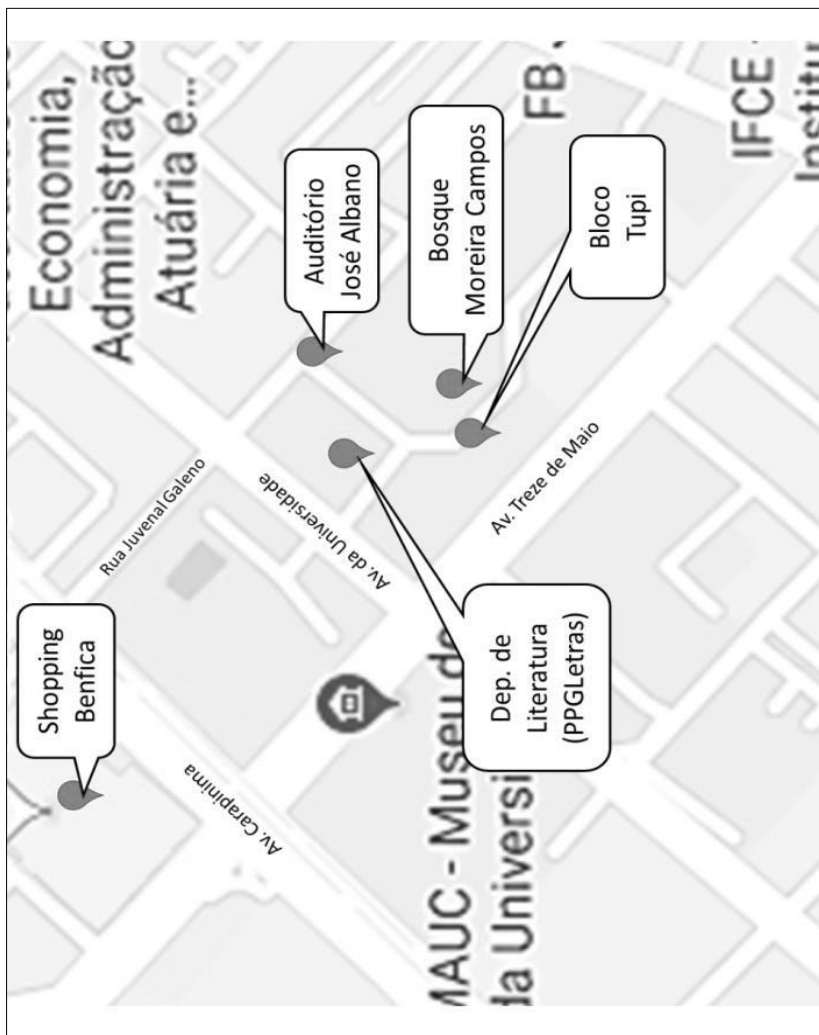 Economia,
Administração
Atuária e...
Shopping
Benfica
Rua Juvenal Galeno
Av. Carapinima
Av. da Universidade
Auditório
José Albano
Bosque
Moreira Campos
MAUC - Museu de
da Universi
Dep. de
Literatura
(PPGLetras)
Av. Treze de Maio
FB
Bloco
Tupi
IFCE -
Institu